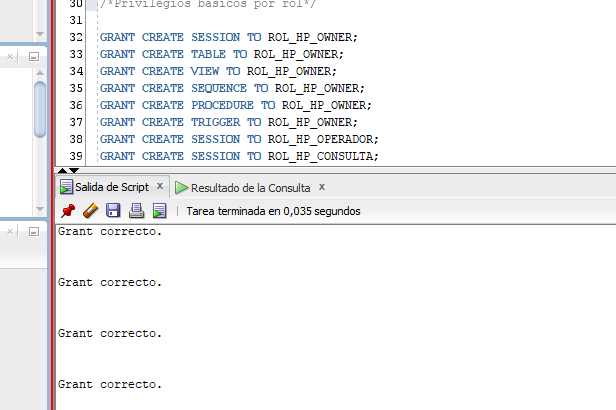 30 /*Privilegios basicos por rol*/
31
32 GRANT CREATE SESSION TO ROL_HP_OWNER;
33 GRANT CREATE TABLE TO ROL_HP_OWNER;
34 GRANT CREATE VIEW TO ROL_HP_OWNER;
35 GRANT CREATE SEQUENCE TO ROL_HP_OWNER;
36 GRANT CREATE PROCEDURE TO ROL_HP_OWNER;
37 GRANT CREATE TRIGGER TO ROL_HP_OWNER;
38 GRANT CREATE SESSION TO ROL_HP_OPERADOR;
39 GRANT CREATE SESSION TO ROL_HP_CONSULTA;
Salida de Script x Resultado de la Consulta x
Tarea terminada en 0,035 segundos
Grant correcto.
Grant correcto.
Grant correcto.
Grant correcto.